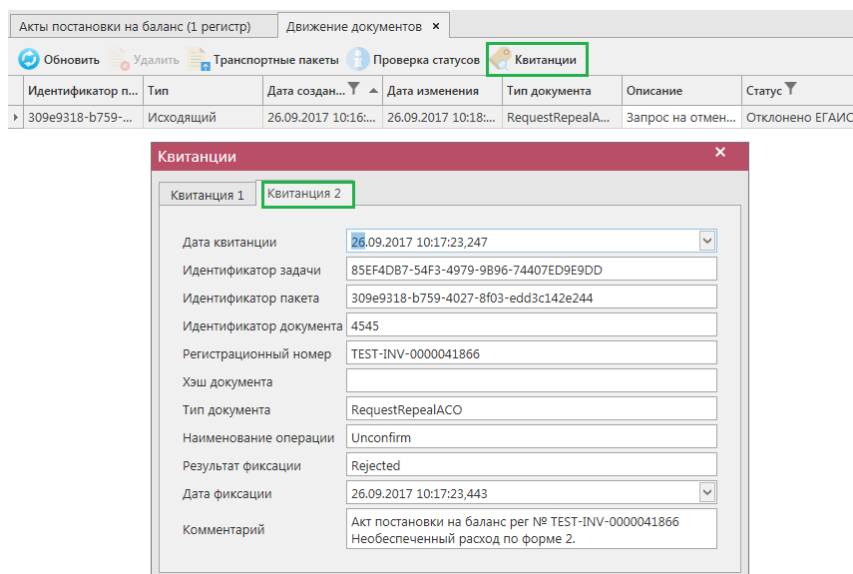 Акты постановки на баланс (1 регистр) Движение документов ×
Обновить Удалить Транспортные пакеты Проверка статусов Квитанции
Идентификатор п... Тип Дата создан... Дата изменения Тип документа Описание Статус
309e9318-b759-... Исходящий 26.09.2017 10:16:... 26.09.2017 10:18:... RequestRepealA... Запрос на отмен... Отклонено ЕГАИС
Квитанции ×
Квитанция 1 Квитанция 2
Дата квитанции 26.09.2017 10:17:23,247
Идентификатор задачи 85EF4DB7-54F3-4979-9B96-74407ED9E9DD
Идентификатор пакета 309e9318-b759-4027-8f03-edd3c142e244
Идентификатор документа 4545
Регистрационный номер TEST-INV-0000041866
Хэш документа
Тип документа RequestRepealACO
Наименование операции Unconfirm
Результат фиксации Rejected
Дата фиксации 26.09.2017 10:17:23,443
Комментарий Акт постановки на баланс рег № TEST-INV-0000041866
Необеспеченный расход по форме 2.